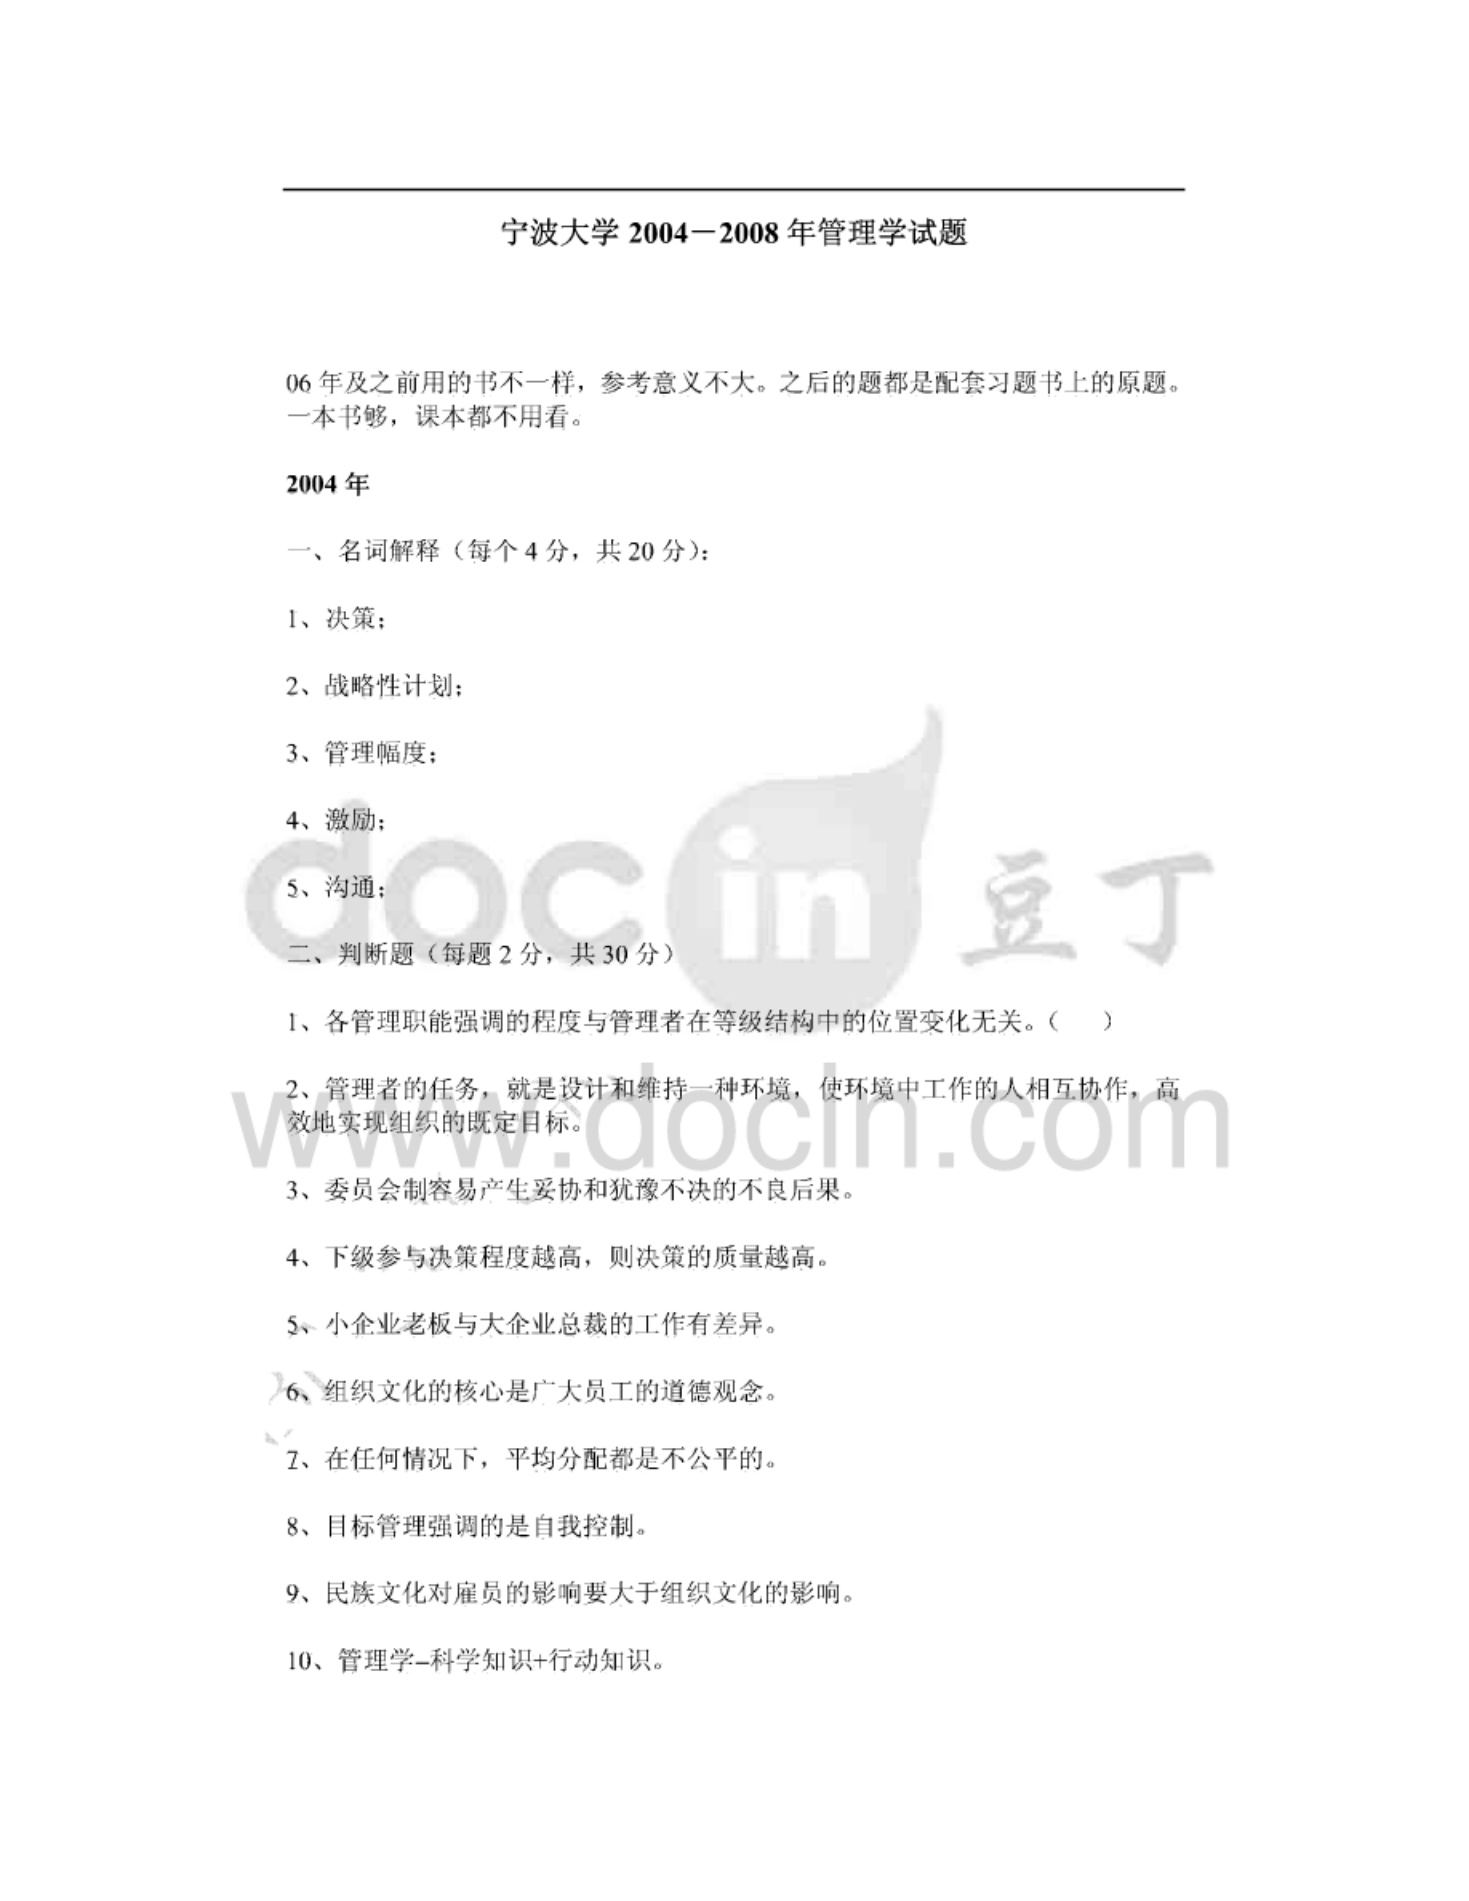 宁波大学 2004－2008 年管理学试题
06 年及之前用的书不一样，参考意义不大。之后的题都是配套习题书上的原题。
一本书够，课本都不用看。
2004 年
一、名词解释（每个 4 分，共 20 分）：
1、决策；
2、战略性计划；
3、管理幅度；
4、激励；
5、沟通；
doc in 豆丁
二、判断题（每题 2 分，共 30 分）
1、各管理职能强调的程度与管理者在等级结构中的位置变化无关。（ ）
2、管理者的任务，就是设计和维持一种环境，使环境中工作的人相互协作，高
效地实现组织的既定目标。
www.docin.com
3、委员会制容易产生妥协和犹豫不决的不良后果。
4、下级参与决策程度越高，则决策的质量越高。
5、小企业老板与大企业总裁的工作有差异。
6、组织文化的核心是广大员工的道德观念。
7、在任何情况下，平均分配都是不公平的。
8、目标管理强调的是自我控制。
9、民族文化对雇员的影响要大于组织文化的影响。
10、管理学–科学知识+行动知识。